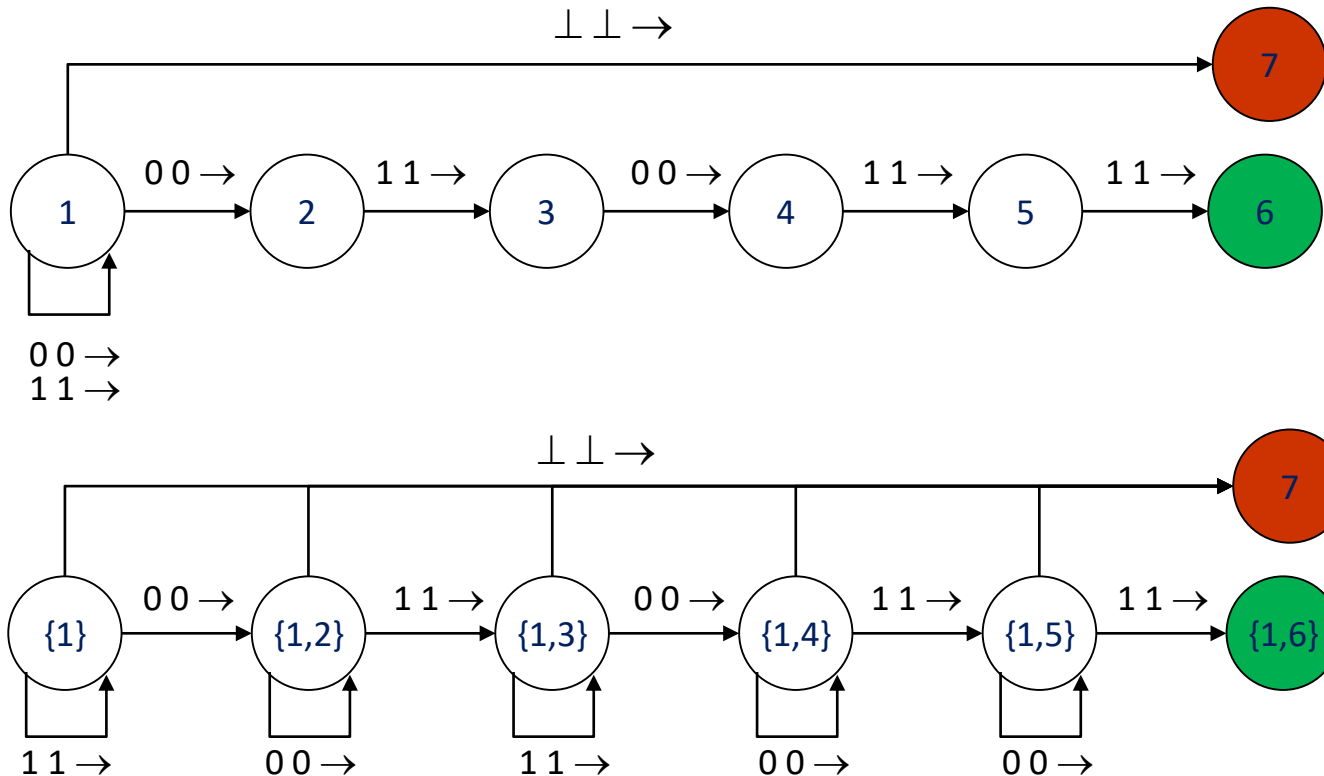 ⊥ ⊥ →
7
0 0 → 1 1 → 0 0 → 1 1 → 1 1 →
1 2 3 4 5 6
0 0 →
1 1 →
⊥ ⊥ →
7
0 0 → 1 1 → 0 0 → 1 1 → 1 1 →
{1} {1,2} {1,3} {1,4} {1,5} {1,6}
1 1 → 0 0 → 1 1 → 0 0 → 0 0 →